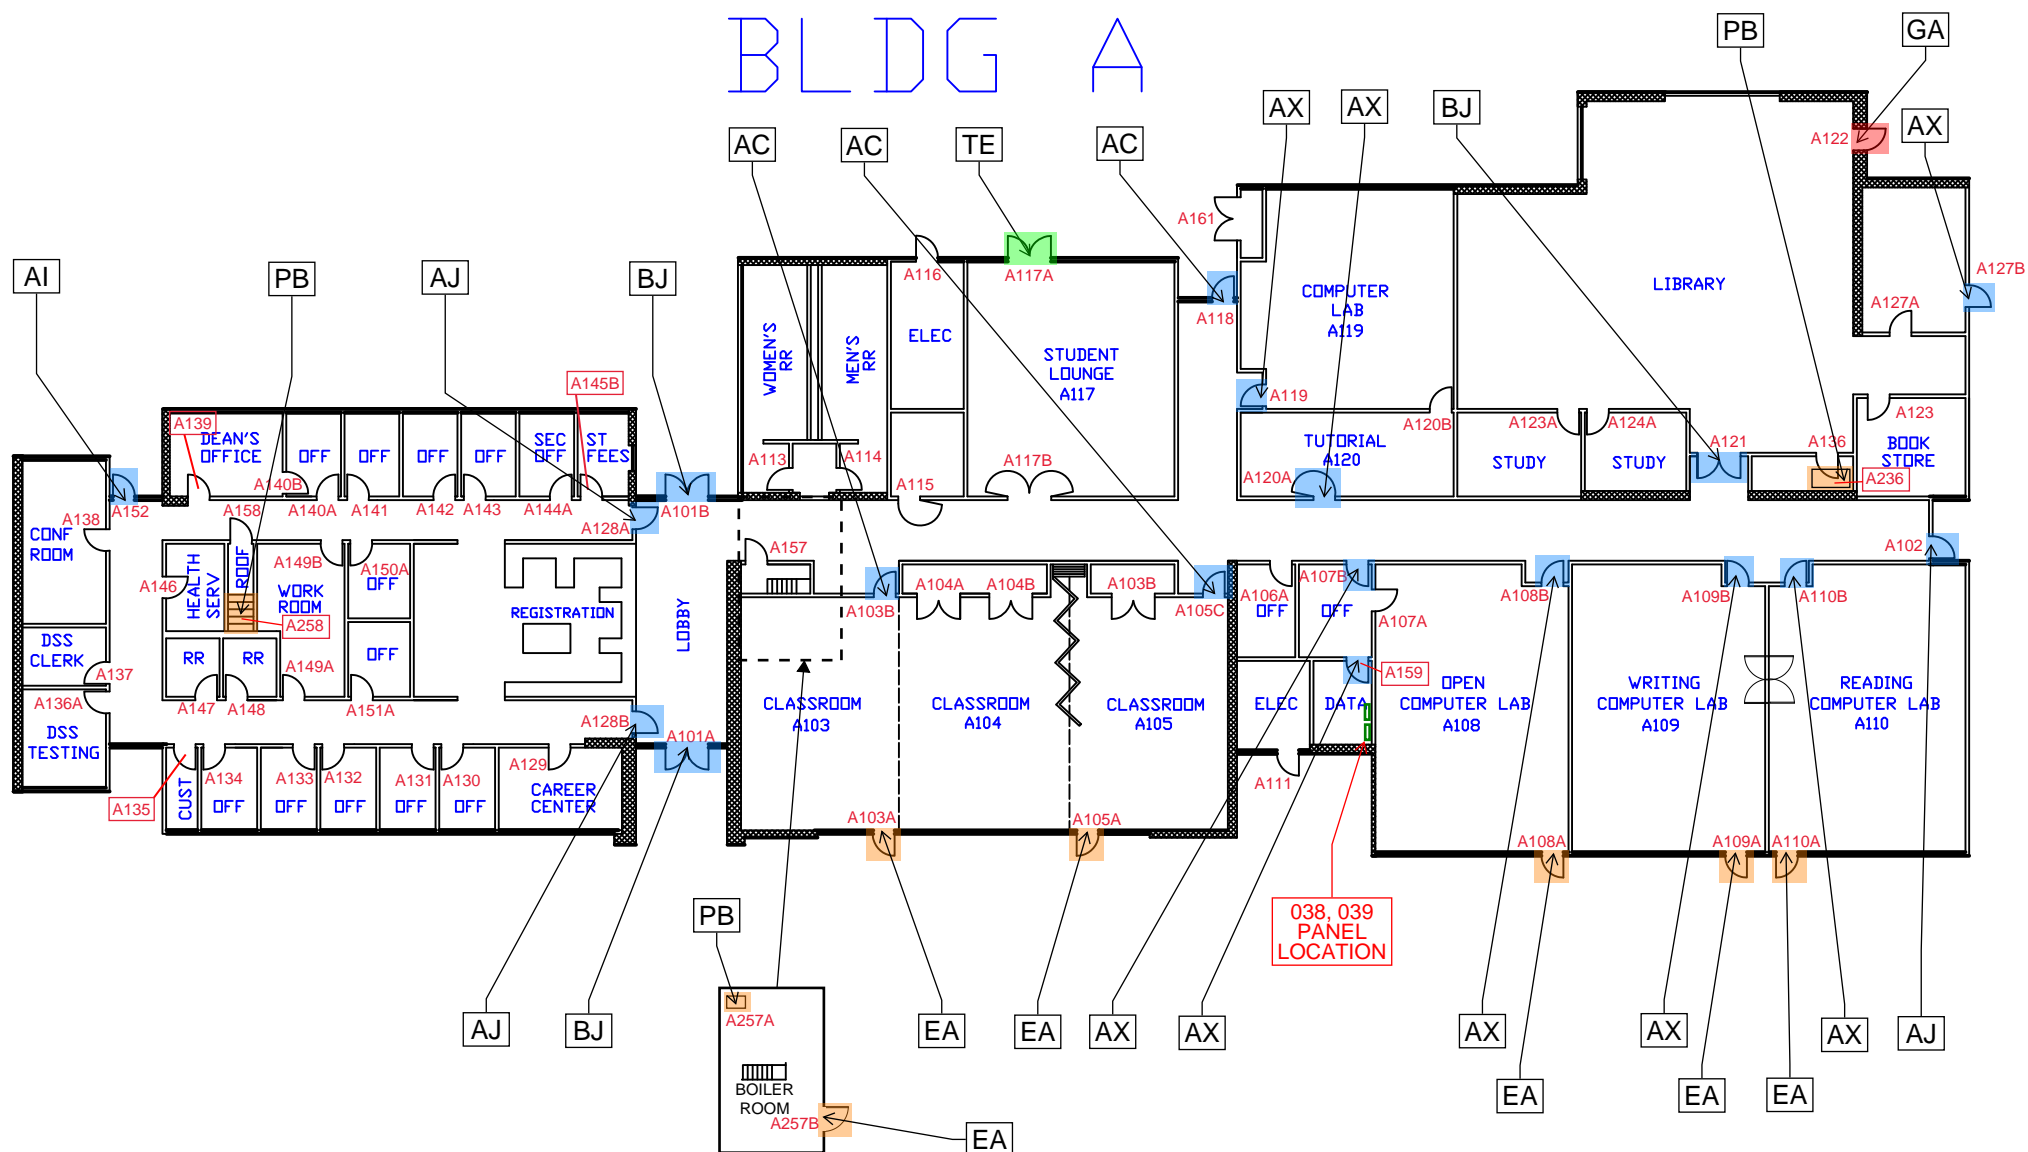 BLDG A
PB
GA
AX
AX
BJ
AX
AC
AC
TE
AC
A122
A161
AI
PB
AJ
BJ
A116
A117A
A118
A127B
A127A
LIBRARY
COMPUTER
LAB
A119
ELEC
WOMEN'S
RR
MEN'S
RR
STUDENT
LOUNGE
A117
A145B
A119
A139
DEAN'S
OFFICE
OFF
OFF
OFF
OFF
SEC
OFF
ST
FEES
A120B
A123A
A124A
A121
A136
A123
BOOK
STORE
TUTORIAL
A120
A120A
STUDY
STUDY
A236
A113
A114
A117B
A115
A140B
A138
A152
A158
A140A
A141
A142
A143
A144A
A128A
A101B
CONF
ROOM
A146
HEALTH
SERV
ROOF
A149B
WORK
ROOM
A150A
OFF
A258
REGISTRATION
LOBBY
A157
A103B
A104A
A104B
A103B
A105C
A106A
OFF
A107B
OFF
A107A
A108B
A109B
A110B
A102
DSS
CLERK
A137
RR
RR
A149A
OFF
A136A
A147
A148
A151A
DSS
TESTING
A128B
A101A
CLASSROOM
A103
CLASSROOM
A104
CLASSROOM
A105
ELEC
DATA
A159
OPEN
COMPUTER LAB
A108
WRITING
COMPUTER LAB
A109
READING
COMPUTER LAB
A110
A135
CUST
A134
OFF
A133
OFF
A132
OFF
A131
OFF
A130
OFF
A129
CAREER
CENTER
A111
A103A
A105A
A108A
A109A
A110A
038, 039
PANEL
LOCATION
PB
A257A
BOILER
ROOM
A257B
AJ
BJ
EA
EA
AX
AX
AX
AX
AX
AJ
EA
EA
EA
EA